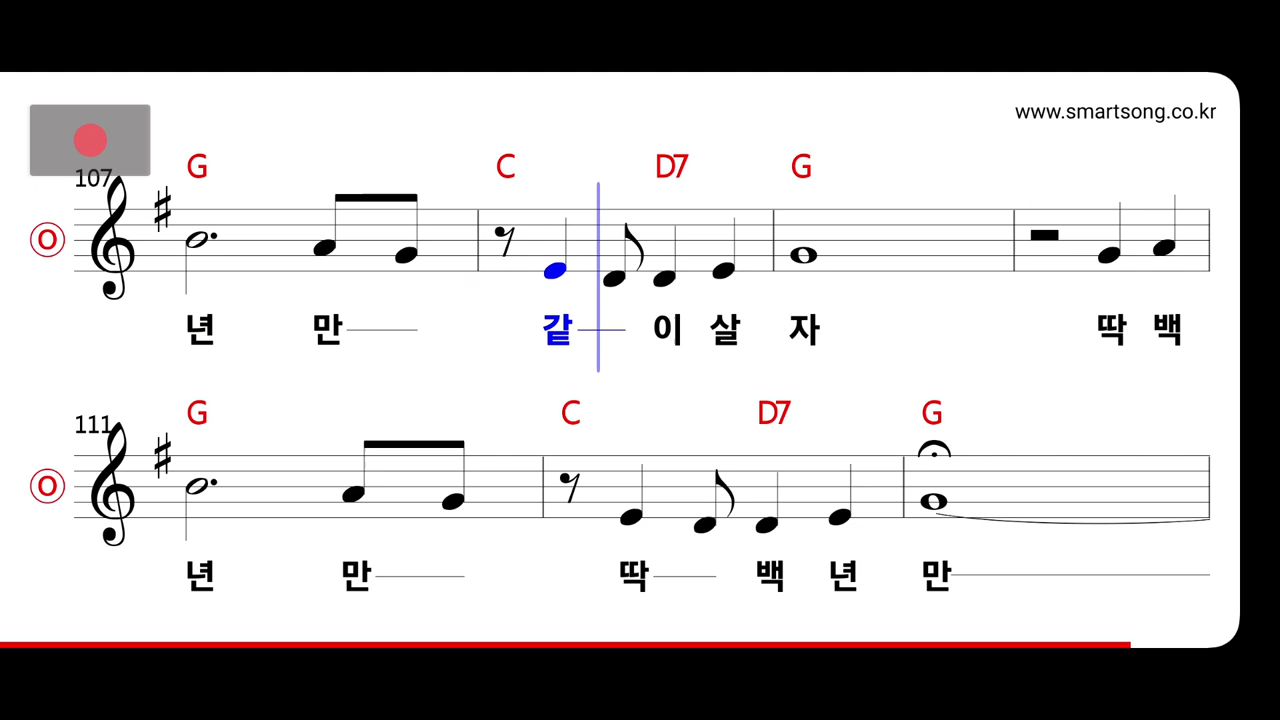 www.smartsong.co.kr
107
G C D7 G
O
년 만 같 이 살 자 딱 백
111
G C D7 G
O
년 만 딱 백 년 만